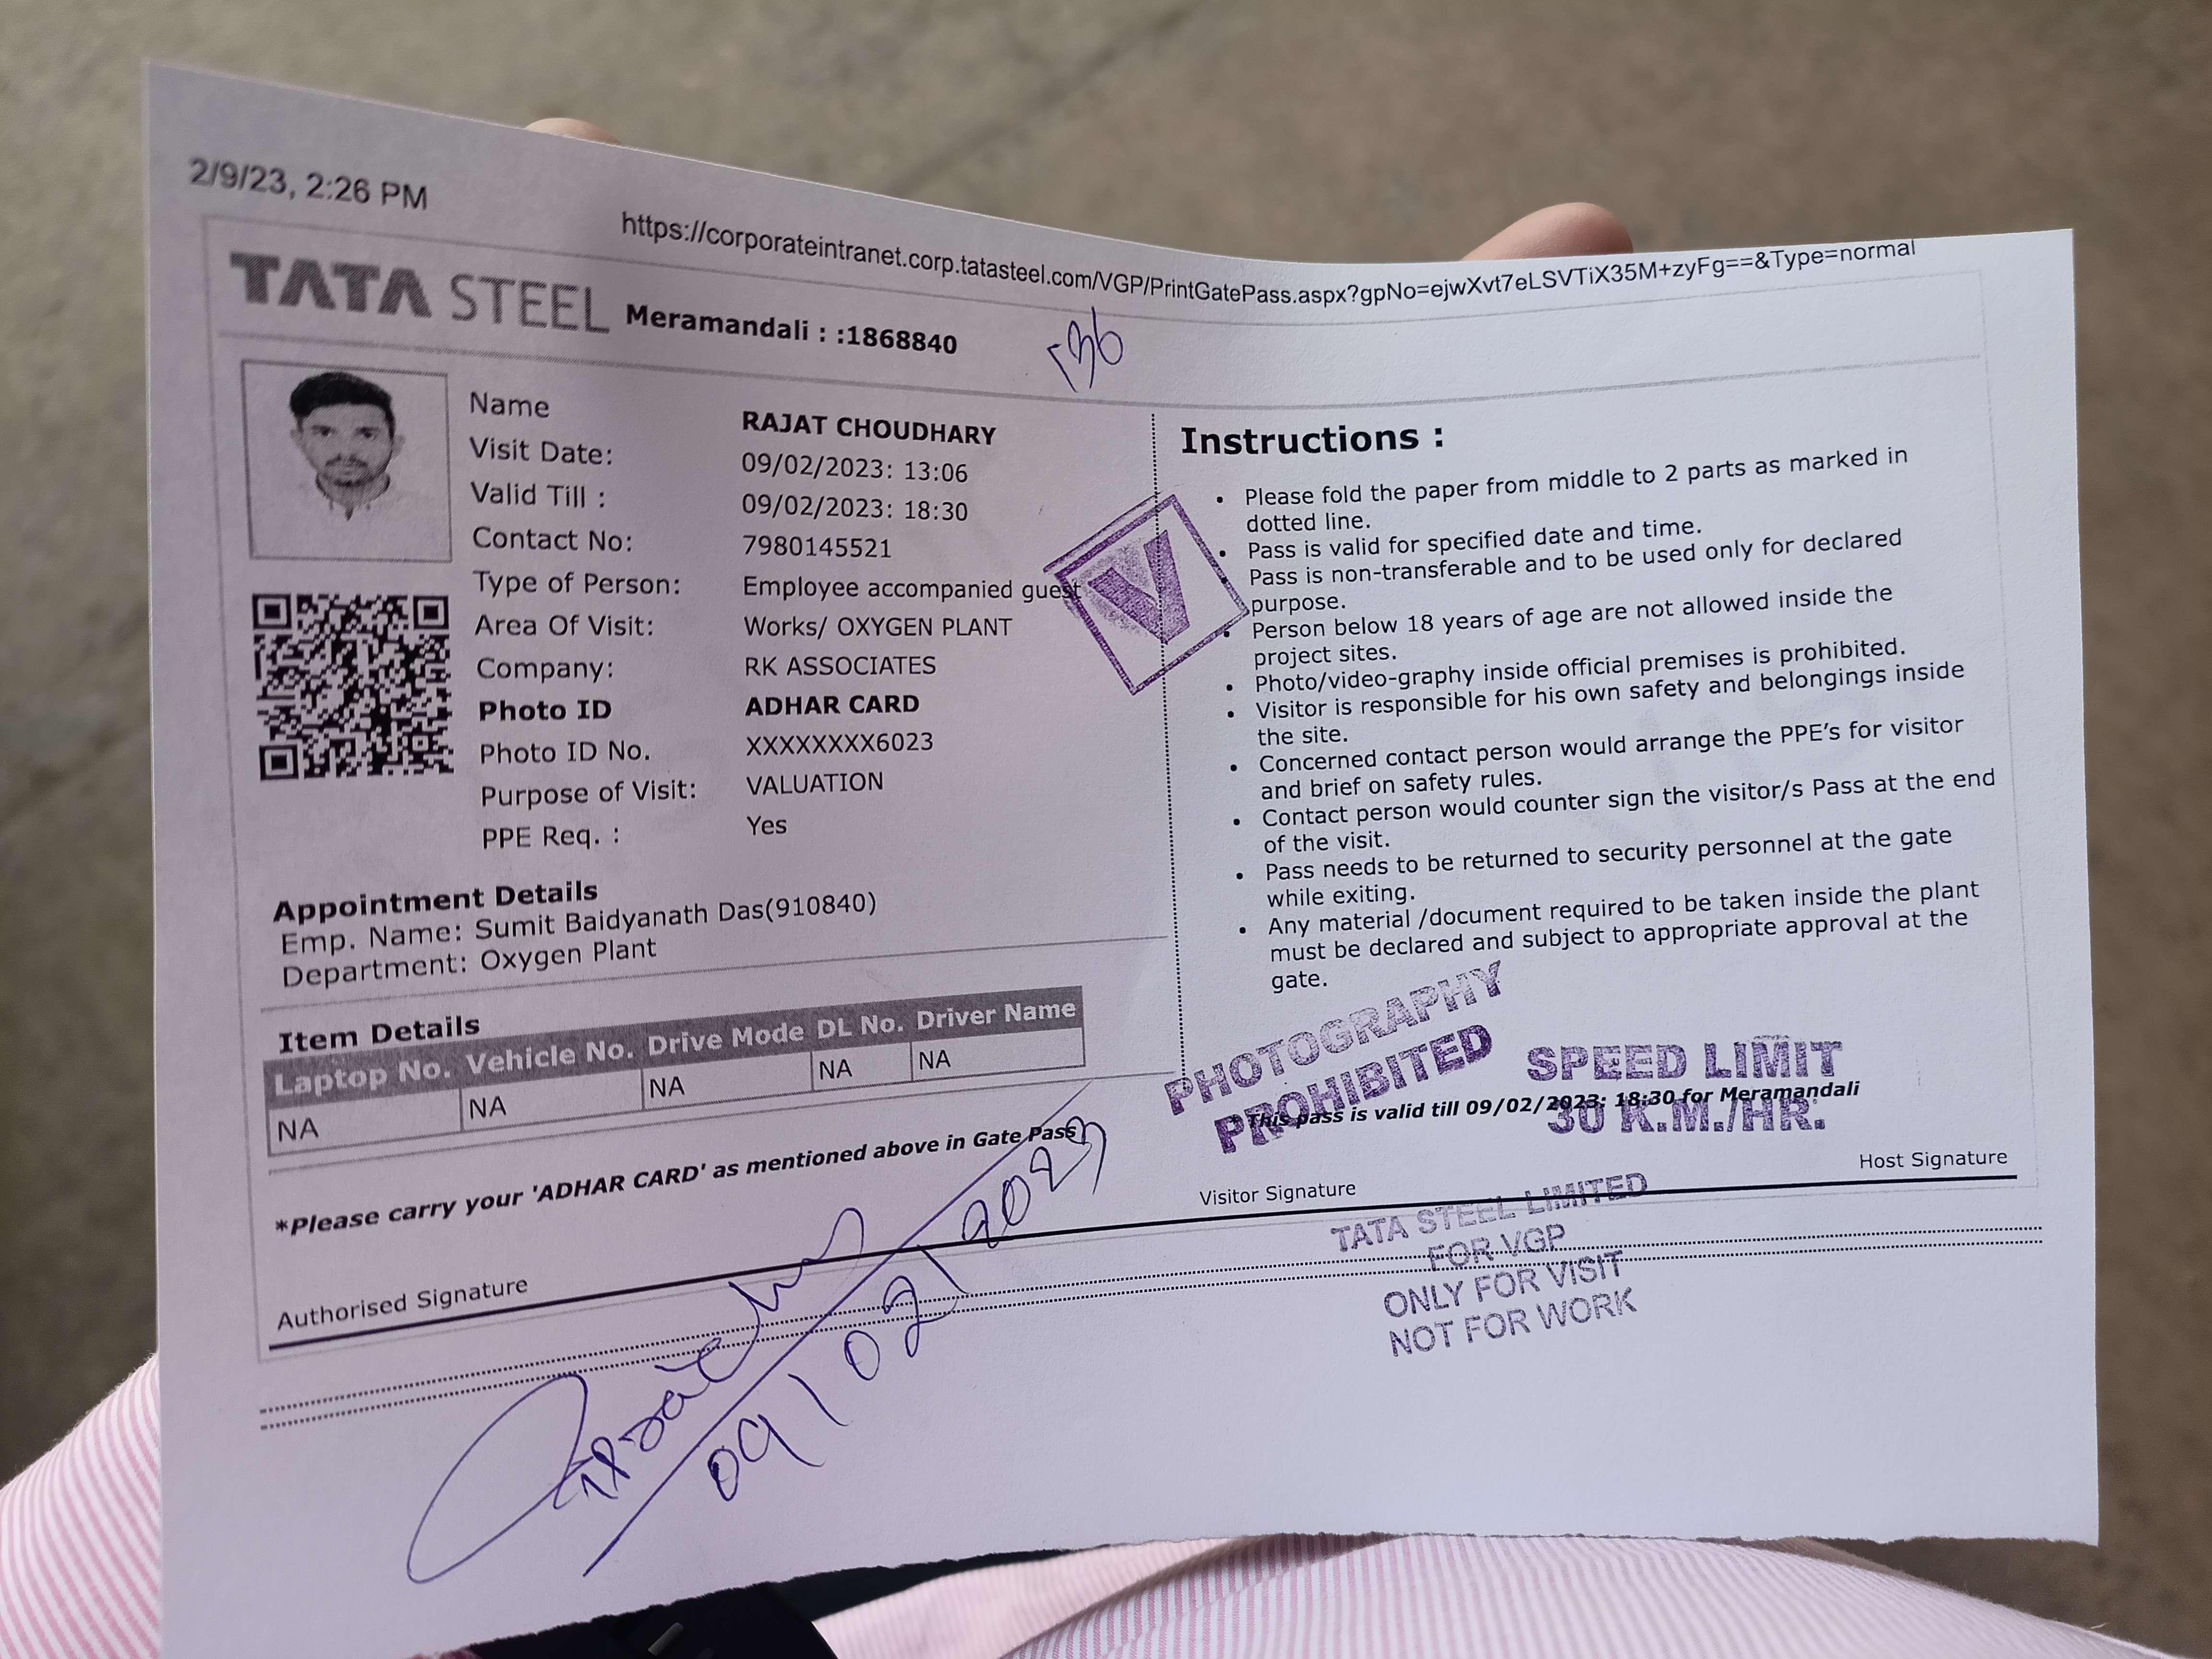 2/9/23, 2:26 PM
https://corporateintranet.corp.tatasteel.com/VGP/PrintGatePass.aspx?gpNo=ejwXvt7eLSVTiX35M+zyFg==&Type=normal
TATA STEEL Meramandali : :1868840
136
Name RAJAT CHOUDHARY
Visit Date: 09/02/2023: 13:06
Valid Till : 09/02/2023: 18:30
Contact No: 7980145521
Type of Person: Employee accompanied guest
Area Of Visit: Works/ OXYGEN PLANT
Company: RK ASSOCIATES
Photo ID ADHAR CARD
Photo ID No. XXXXXXXX6023
Purpose of Visit: VALUATION
PPE Req. : Yes
Appointment Details
Emp. Name: Sumit Baidyanath Das(910840)
Department: Oxygen Plant
Item Details
Laptop No. Vehicle No. Drive Mode DL No. Driver Name
NA NA NA NA NA
*Please carry your 'ADHAR CARD' as mentioned above in Gate Pass
Authorised Signature
09/02/2023
V
Instructions :
• Please fold the paper from middle to 2 parts as marked in
dotted line.
• Pass is valid for specified date and time.
• Pass is non-transferable and to be used only for declared
purpose.
• Person below 18 years of age are not allowed inside the
project sites.
• Photo/video-graphy inside official premises is prohibited.
• Visitor is responsible for his own safety and belongings inside
the site.
• Concerned contact person would arrange the PPE's for visitor
and brief on safety rules.
• Contact person would counter sign the visitor/s Pass at the end
of the visit.
• Pass needs to be returned to security personnel at the gate
while exiting.
• Any material /document required to be taken inside the plant
must be declared and subject to appropriate approval at the
gate.
PHOTOGRAPHY
PROHIBITED
SPEED LIMIT
30 K.M./HR.
* This pass is valid till 09/02/2023: 18:30 for Meramandali
Visitor Signature Host Signature
TATA STEEL LIMITED
FOR VGP
ONLY FOR VISIT
NOT FOR WORK